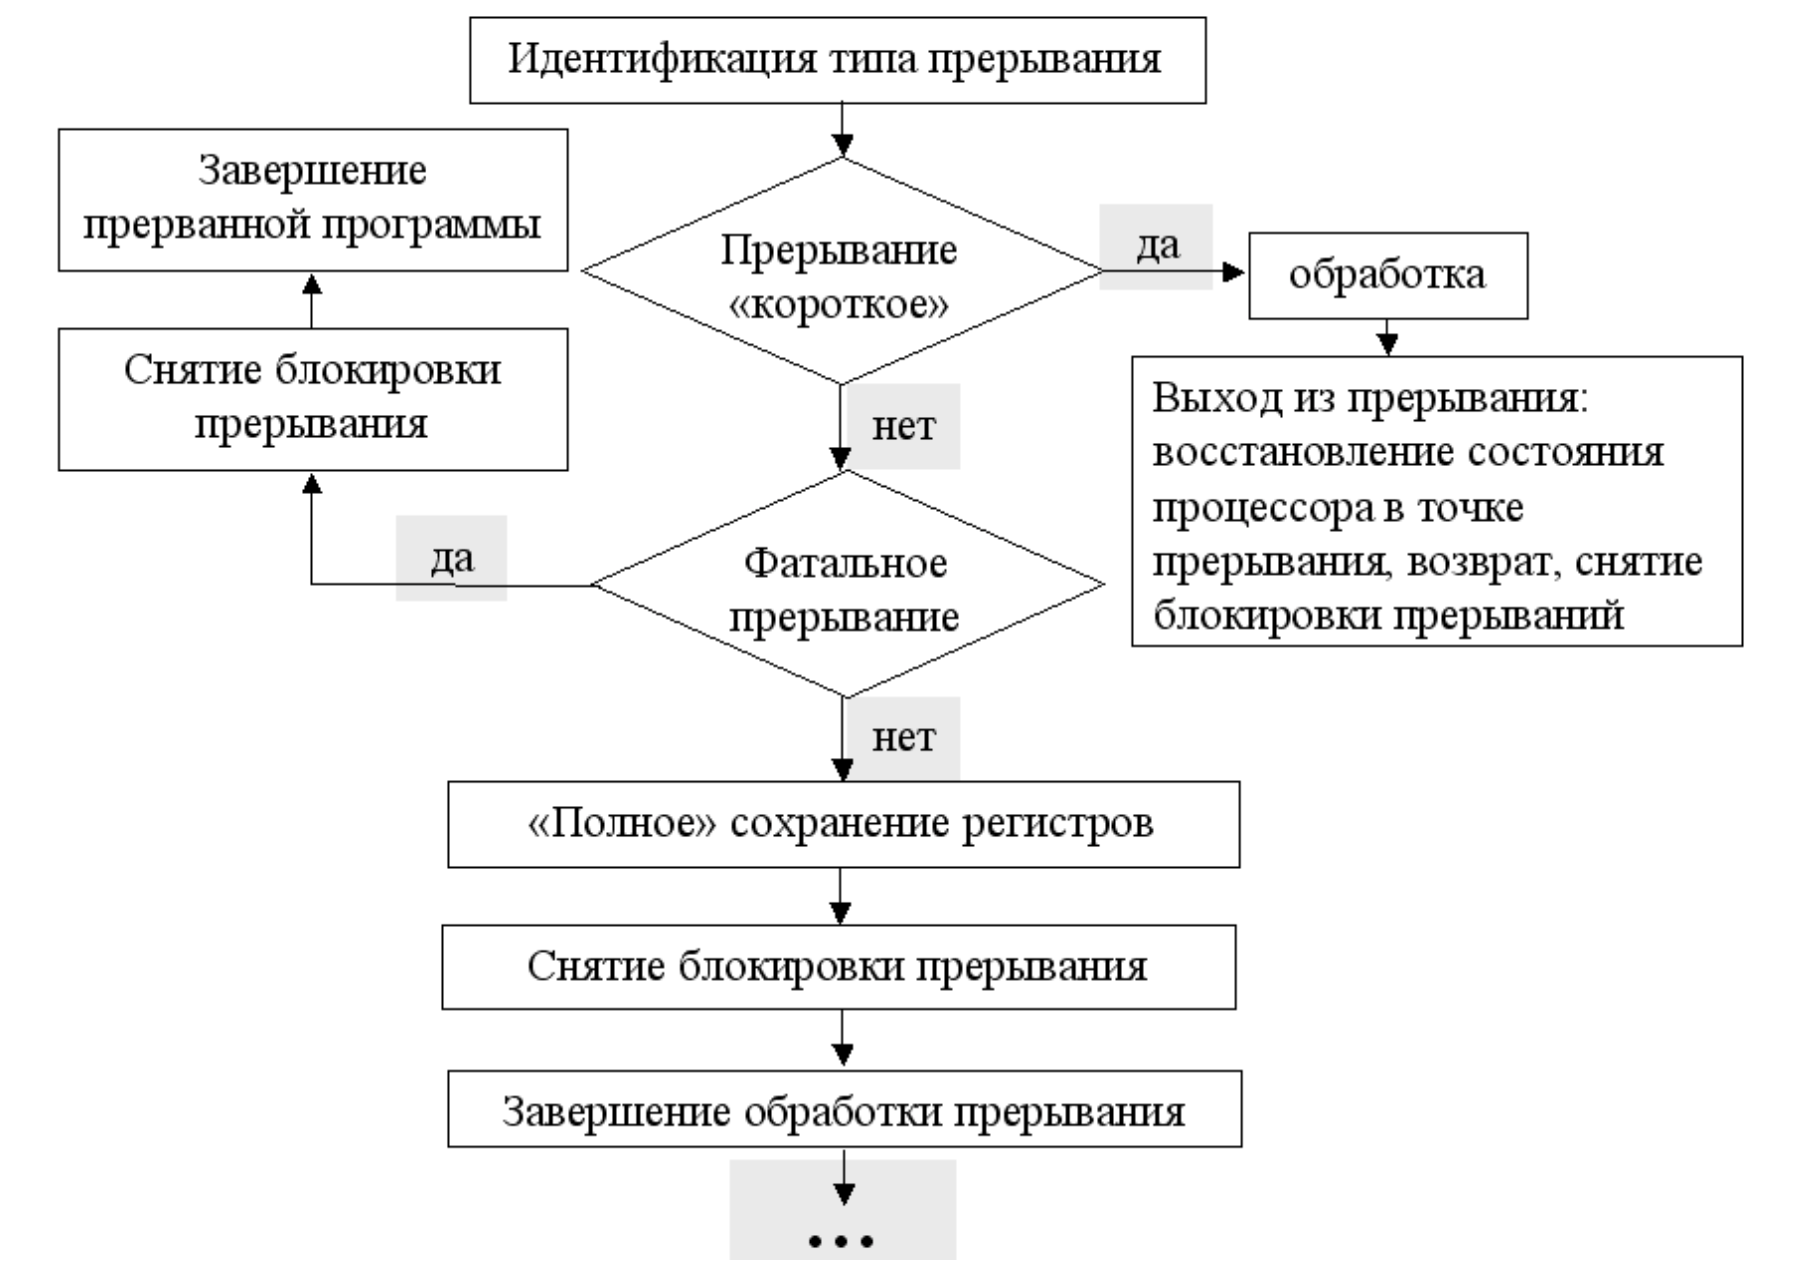 Идентификация типа прерывания
Завершение
прерванной программы
Прерывание
«короткое»
да
обработка
Снятие блокировки
прерывания
нет
Выход из прерывания:
восстановление состояния
процессора в точке
прерывания, возврат, снятие
блокировки прерываний
да
Фатальное
прерывание
нет
«Полное» сохранение регистров
Снятие блокировки прерывания
Завершение обработки прерывания
...